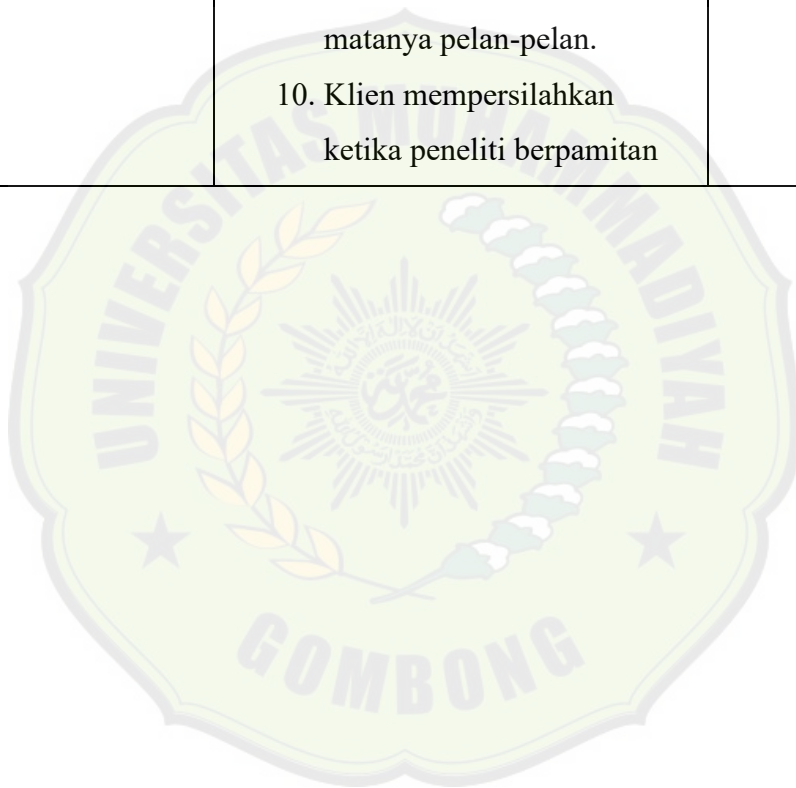 matanya pelan-pelan.
10. Klien mempersilahkan
ketika peneliti berpamitan
UNIVERSITAS MUHAMMADIYAH
GOMBONG